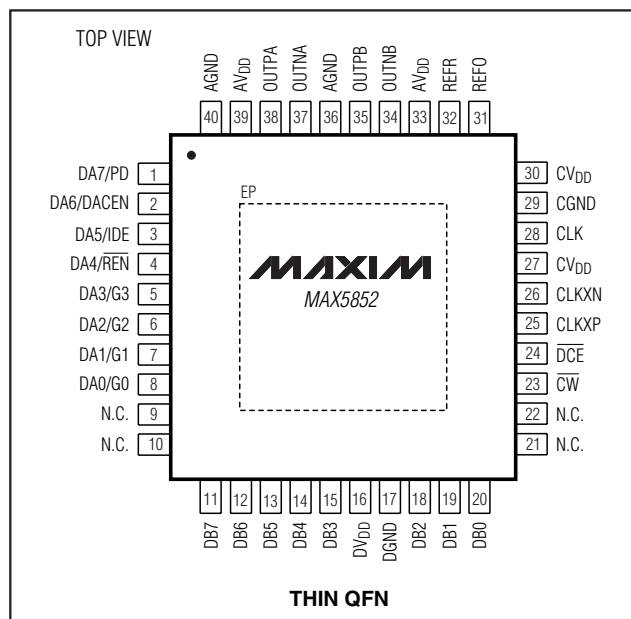 TOP VIEW
AGND AVDD OUTPA OUTNA AGND OUTPB OUTNB AVDD REFR REFO
40 39 38 37 36 35 34 33 32 31
DA7/PD 1
DA6/DACEN 2
DA5/IDE 3
DA4/R̅E̅N̅ 4
DA3/G3 5
DA2/G2 6
DA1/G1 7
DA0/G0 8
N.C. 9
N.C. 10
EP
MAXIM
MAX5852
30 CVDD
29 CGND
28 CLK
27 CVDD
26 CLKXN
25 CLKXP
24 D̅C̅E̅
23 C̅W̅
22 N.C.
21 N.C.
11 12 13 14 15 16 17 18 19 20
DB7 DB6 DB5 DB4 DB3 DVDD DGND DB2 DB1 DB0
THIN QFN